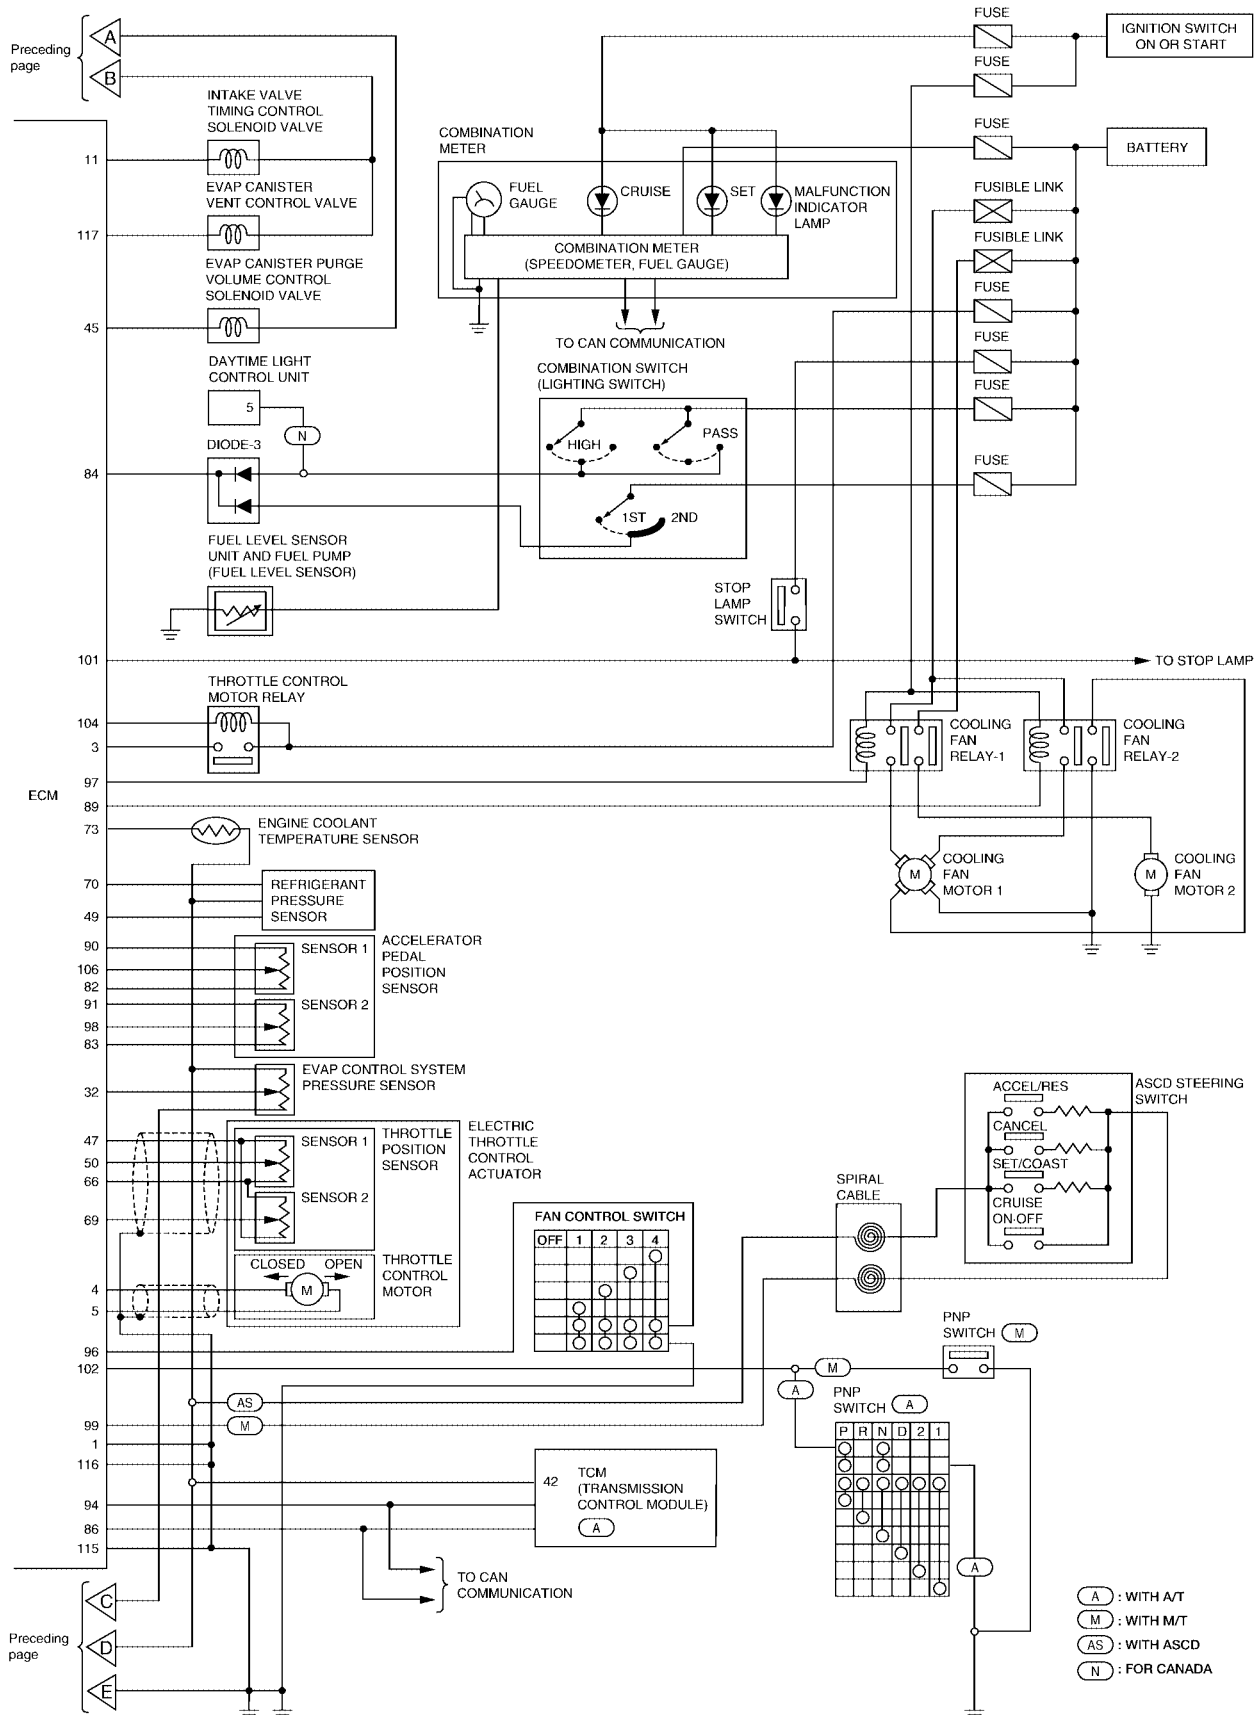 Preceding
page
A
B
INTAKE VALVE
TIMING CONTROL
SOLENOID VALVE
11
EVAP CANISTER
VENT CONTROL VALVE
117
EVAP CANISTER PURGE
VOLUME CONTROL
SOLENOID VALVE
45
DAYTIME LIGHT
CONTROL UNIT
5
N
DIODE-3
84
FUEL LEVEL SENSOR
UNIT AND FUEL PUMP
(FUEL LEVEL SENSOR)
COMBINATION
METER
FUEL
GAUGE
CRUISE
SET
MALFUNCTION
INDICATOR
LAMP
COMBINATION METER
(SPEEDOMETER, FUEL GAUGE)
TO CAN COMMUNICATION
COMBINATION SWITCH
(LIGHTING SWITCH)
HIGH
PASS
1ST
2ND
FUSE
IGNITION SWITCH
ON OR START
FUSE
FUSE
BATTERY
FUSIBLE LINK
FUSIBLE LINK
FUSE
FUSE
FUSE
FUSE
STOP
LAMP
SWITCH
101
TO STOP LAMP
THROTTLE CONTROL
MOTOR RELAY
104
3
97
ECM
89
73
ENGINE COOLANT
TEMPERATURE SENSOR
COOLING
FAN
RELAY-1
COOLING
FAN
RELAY-2
M
COOLING
FAN
MOTOR 1
M
COOLING
FAN
MOTOR 2
70
49
REFRIGERANT
PRESSURE
SENSOR
90
106
82
91
98
83
SENSOR 1
SENSOR 2
ACCELERATOR
PEDAL
POSITION
SENSOR
32
EVAP CONTROL SYSTEM
PRESSURE SENSOR
47
50
66
69
SENSOR 1
SENSOR 2
THROTTLE
POSITION
SENSOR
ELECTRIC
THROTTLE
CONTROL
ACTUATOR
CLOSED
OPEN
M
THROTTLE
CONTROL
MOTOR
4
5
FAN CONTROL SWITCH
OFF 1 2 3 4
SPIRAL
CABLE
ACCEL/RES
CANCEL
SET/COAST
CRUISE
ON·OFF
ASCD STEERING
SWITCH
PNP
SWITCH M
96
102
M
A
PNP
SWITCH A
P R N D 2 1
AS
99
M
1
116
94
86
115
42
TCM
(TRANSMISSION
CONTROL MODULE)
A
TO CAN
COMMUNICATION
A
C
D
E
Preceding
page
A : WITH A/T
M : WITH M/T
AS : WITH ASCD
N : FOR CANADA